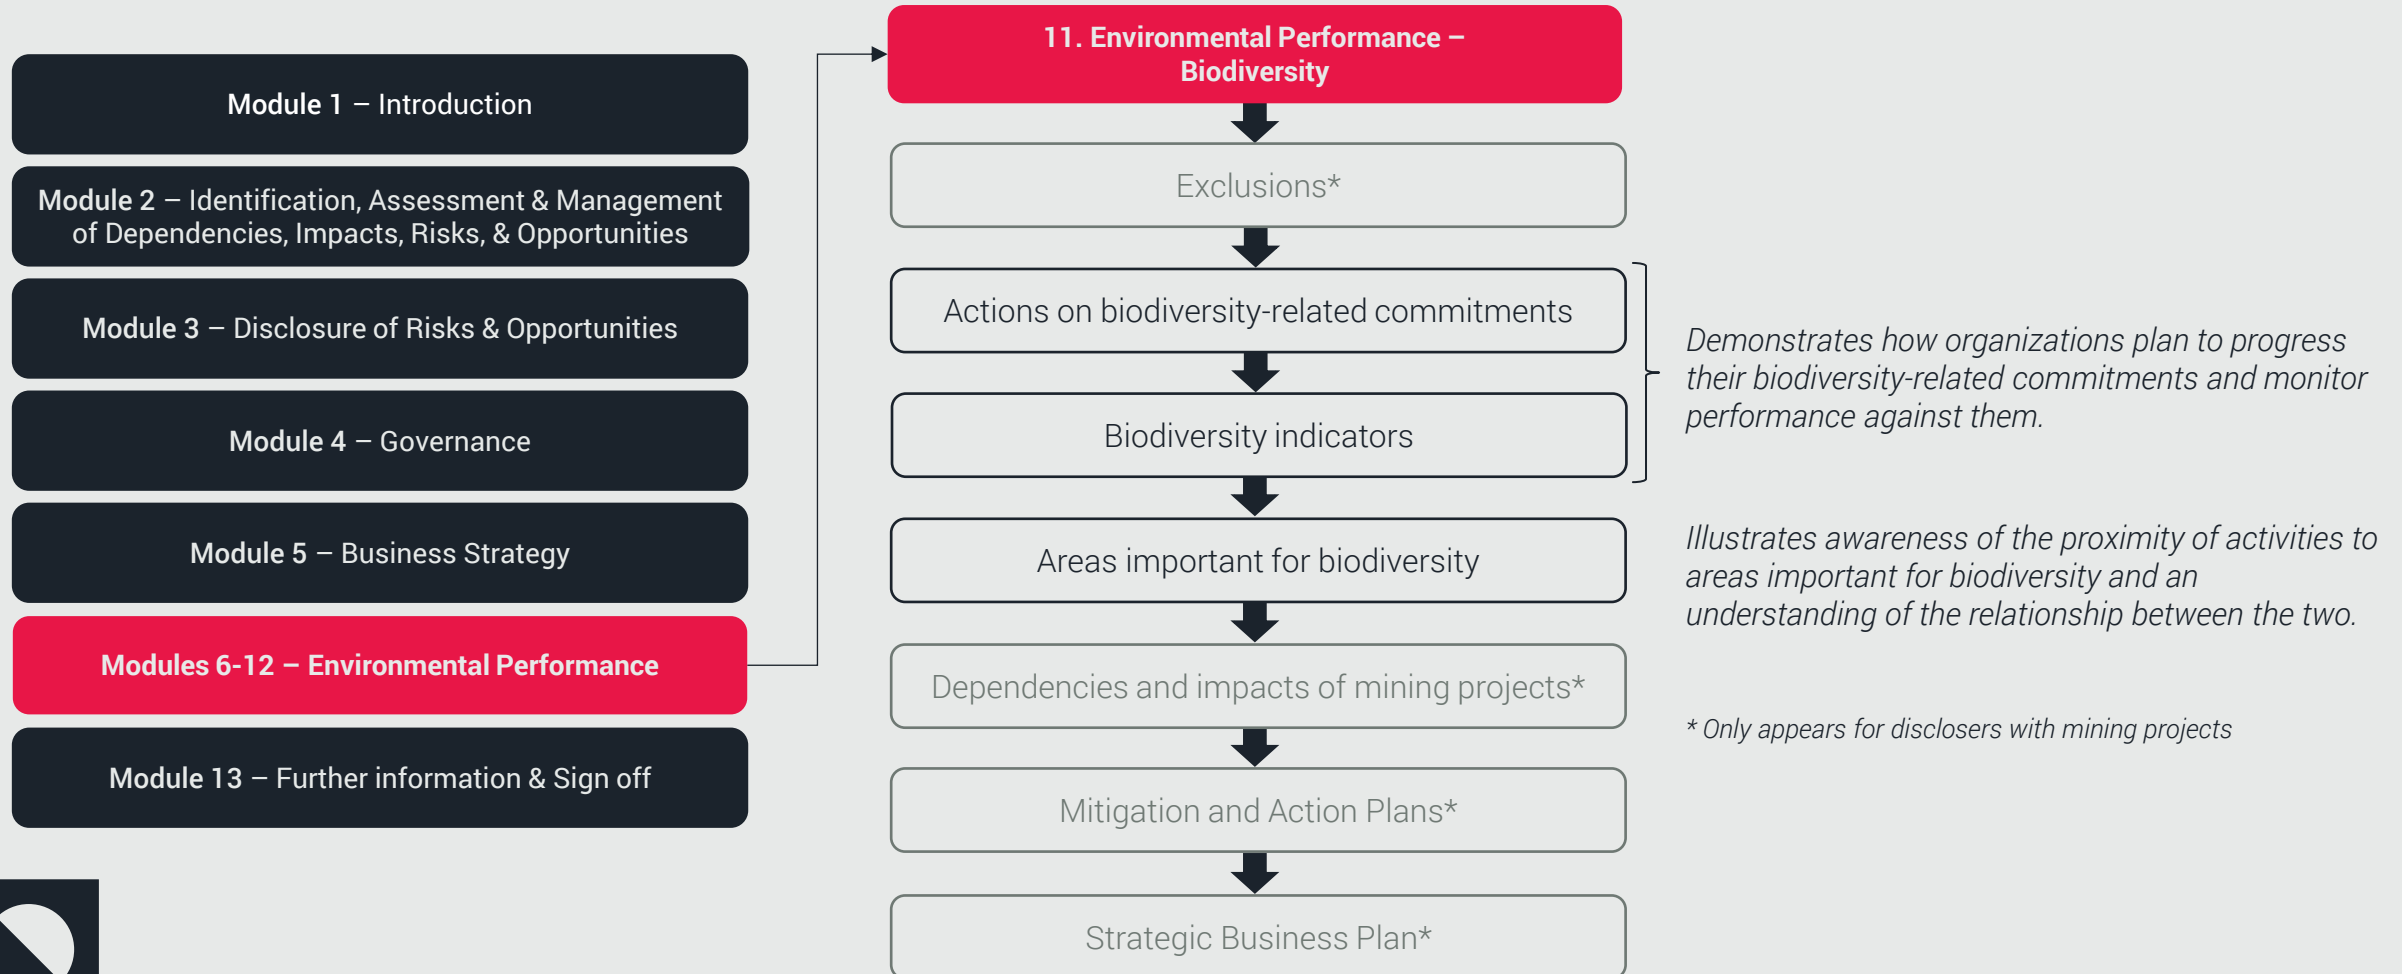 Module 1 – Introduction
Module 2 – Identification, Assessment & Management
of Dependencies, Impacts, Risks, & Opportunities
Module 3 – Disclosure of Risks & Opportunities
Module 4 – Governance
Module 5 – Business Strategy
Modules 6-12 – Environmental Performance
Module 13 – Further information & Sign off
11. Environmental Performance –
Biodiversity
Exclusions*
Actions on biodiversity-related commitments
Biodiversity indicators
Areas important for biodiversity
Dependencies and impacts of mining projects*
Mitigation and Action Plans*
Strategic Business Plan*
Demonstrates how organizations plan to progress
their biodiversity-related commitments and monitor
performance against them.
Illustrates awareness of the proximity of activities to
areas important for biodiversity and an
understanding of the relationship between the two.
* Only appears for disclosers with mining projects